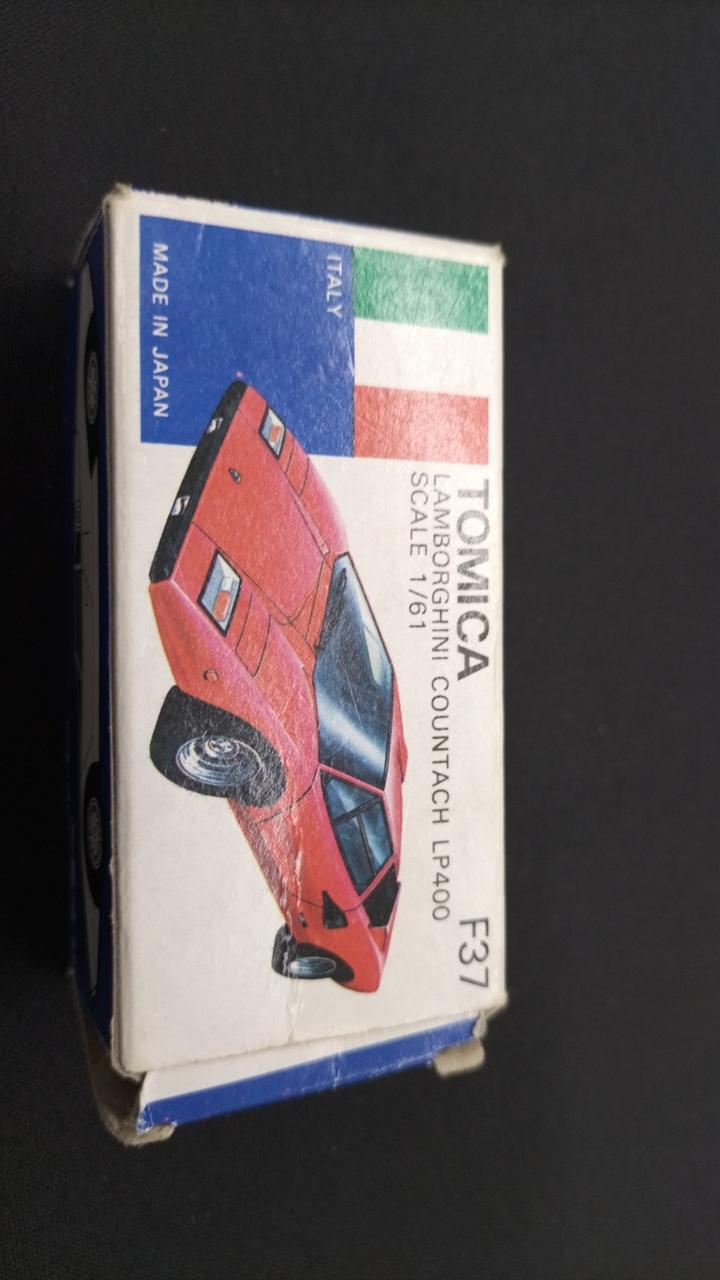 ITALY
MADE IN JAPAN
TOMICA
F37
LAMBORGHINI COUNTACH LP400
SCALE 1/61